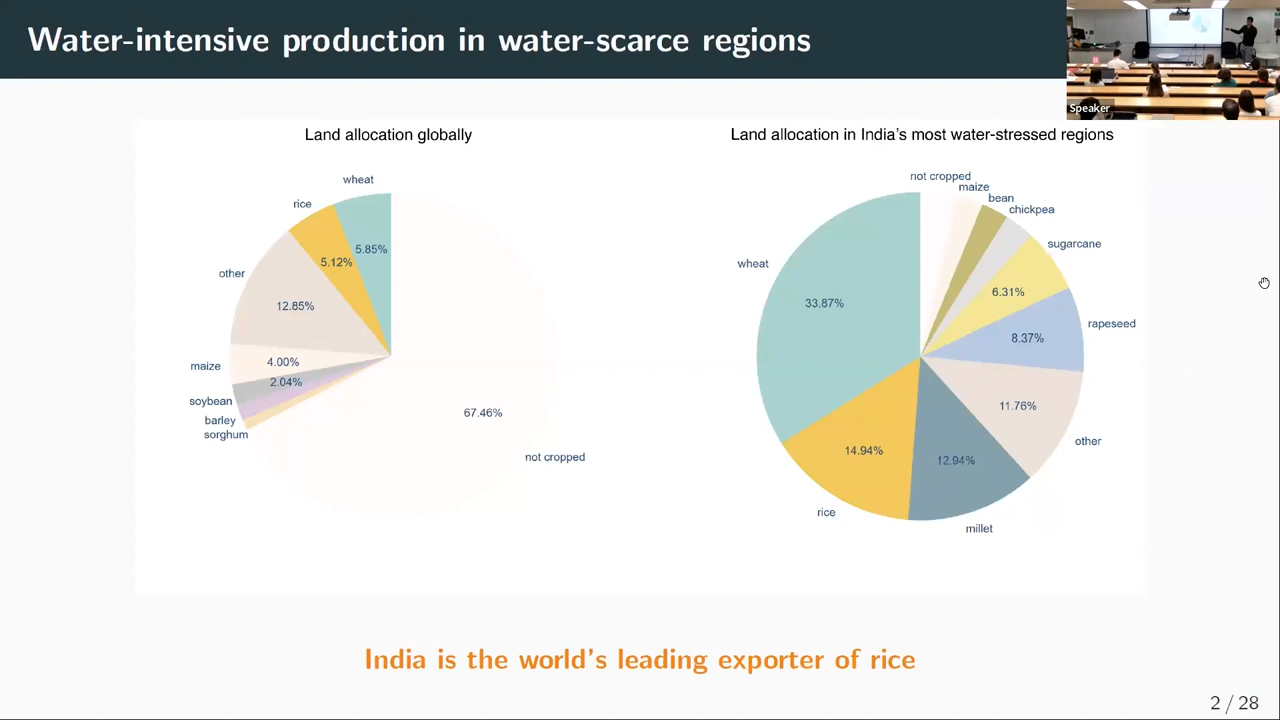 Water-intensive production in water-scarce regions
Speaker
Land allocation globally
wheat
rice
5.85%
5.12%
other
12.85%
maize
4.00%
2.04%
soybean
barley
sorghum
67.46%
not cropped
Land allocation in India's most water-stressed regions
not cropped
maize
bean
chickpea
sugarcane
wheat
6.31%
33.87%
rapeseed
8.37%
11.76%
other
14.94%
12.94%
rice
millet
India is the world's leading exporter of rice
2 / 28